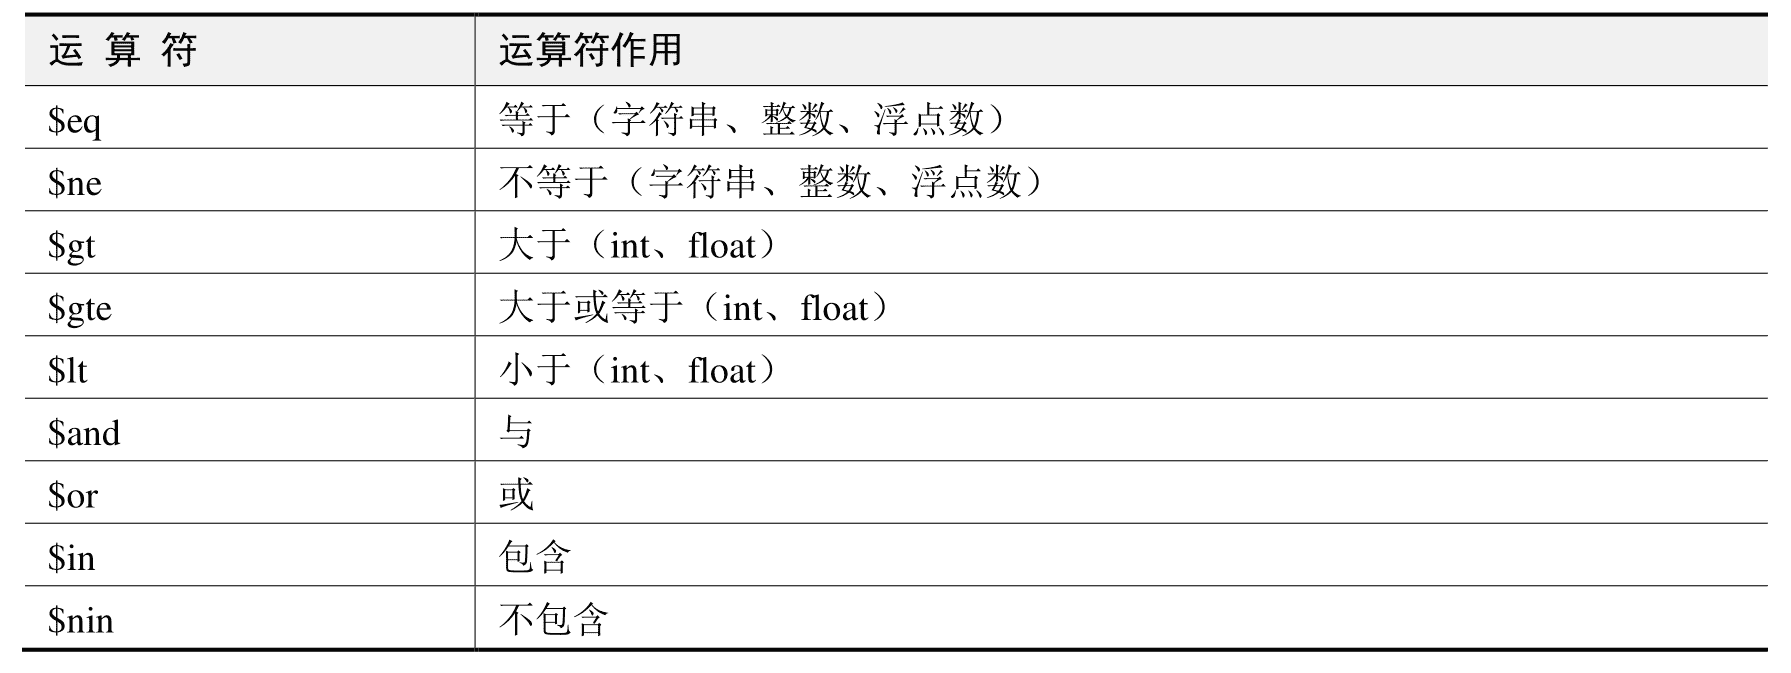 运 算 符 运算符作用
$eq 等于（字符串、整数、浮点数）
$ne 不等于（字符串、整数、浮点数）
$gt 大于（int、float）
$gte 大于或等于（int、float）
$lt 小于（int、float）
$and 与
$or 或
$in 包含
$nin 不包含